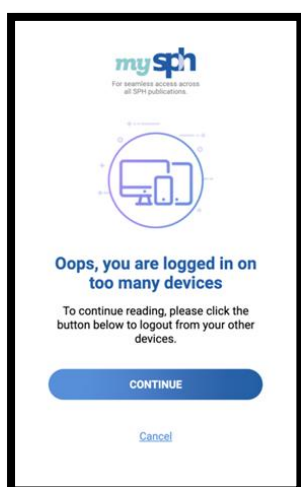 mysph
For seamless access across
all SPH publications.
Oops, you are logged in on
too many devices
To continue reading, please click the
button below to logout from your other
devices.
CONTINUE
Cancel